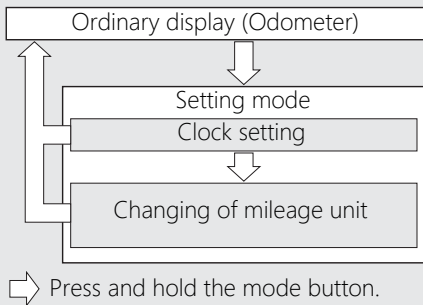 Ordinary display (Odometer)
Setting mode
Clock setting
Changing of mileage unit
Press and hold the mode button.